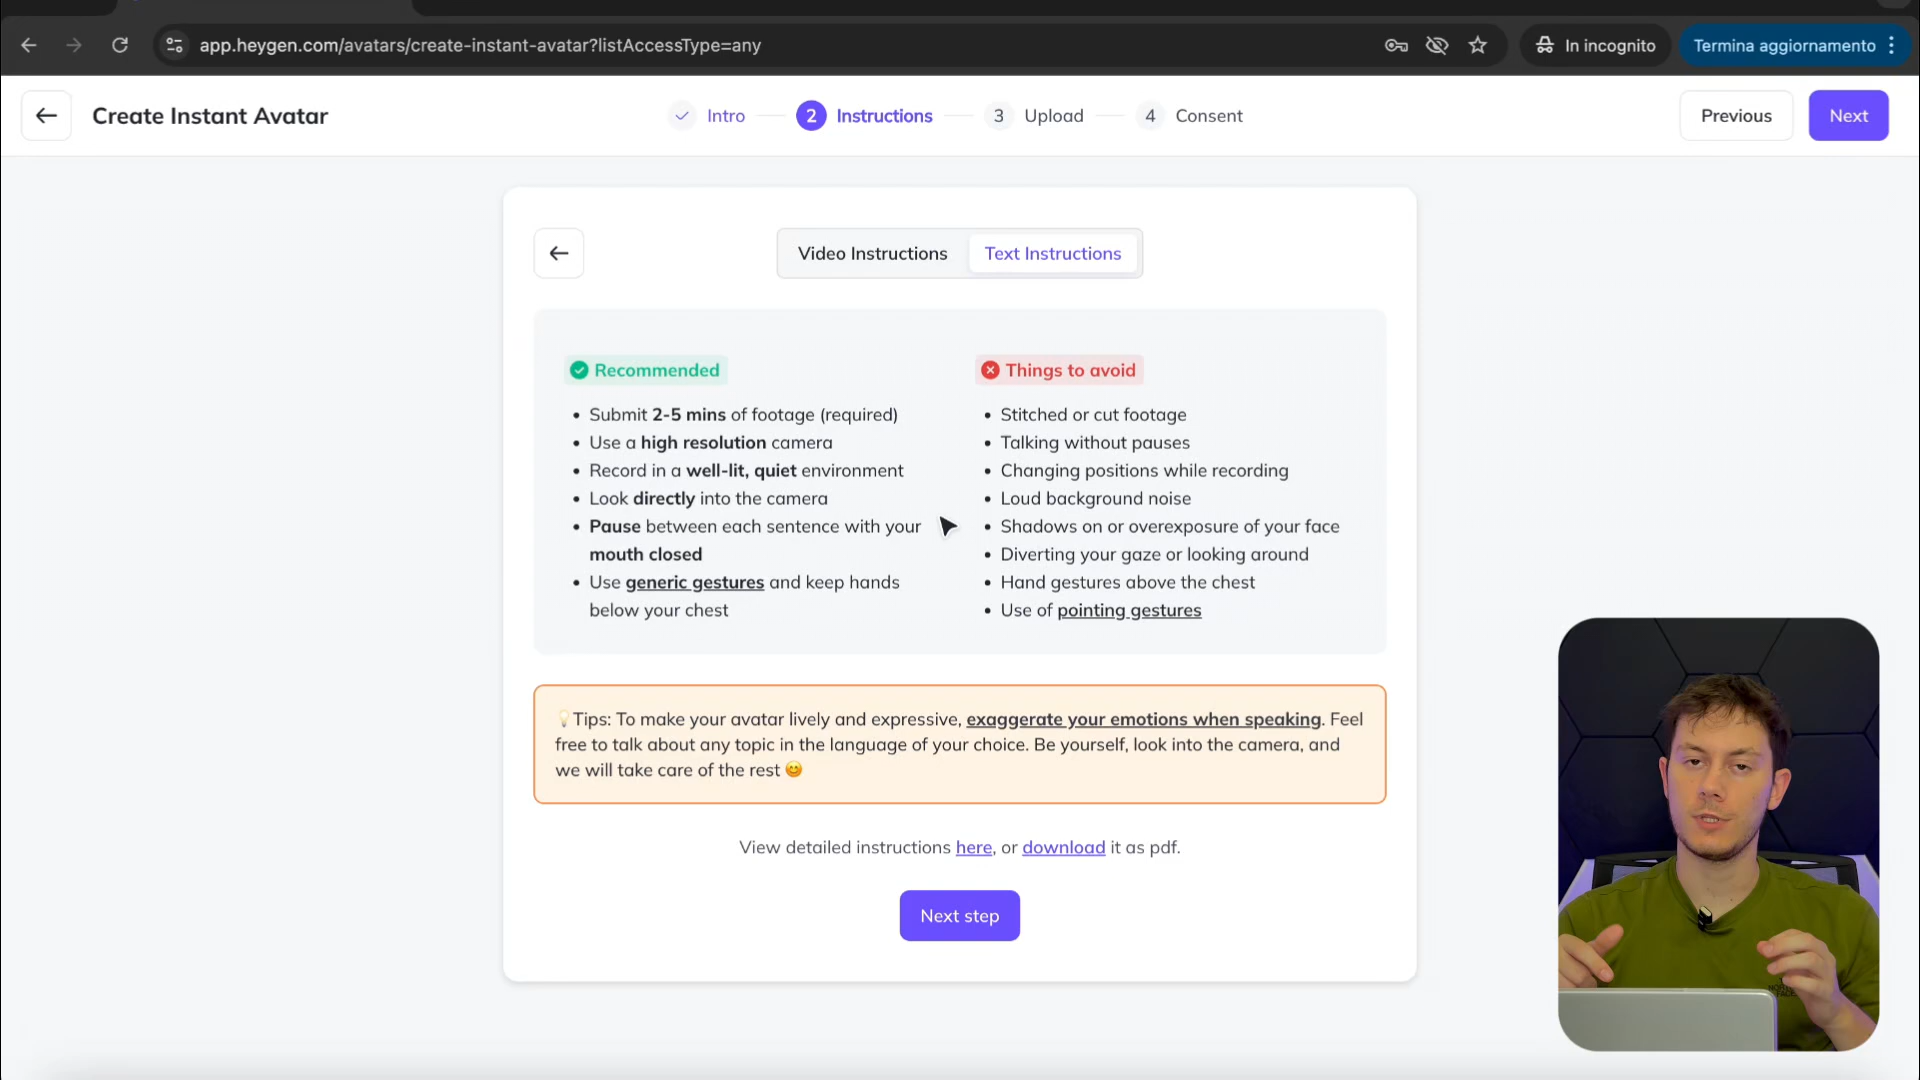 app.heygen.com/avatars/create-instant-avatar?listAccessType=any
In incognito
Termina aggiornamento
Create Instant Avatar
Intro
2 Instructions
3 Upload
4 Consent
Previous
Next
Video Instructions
Text Instructions
Recommended
Submit 2-5 mins of footage (required)
Use a high resolution camera
Record in a well-lit, quiet environment
Look directly into the camera
Pause between each sentence with your
mouth closed
Use generic gestures and keep hands
below your chest
Things to avoid
Stitched or cut footage
Talking without pauses
Changing positions while recording
Loud background noise
Shadows on or overexposure of your face
Diverting your gaze or looking around
Hand gestures above the chest
Use of pointing gestures
💡Tips: To make your avatar lively and expressive, exaggerate your emotions when speaking. Feel
free to talk about any topic in the language of your choice. Be yourself, look into the camera, and
we will take care of the rest 😊
View detailed instructions here, or download it as pdf.
Next step